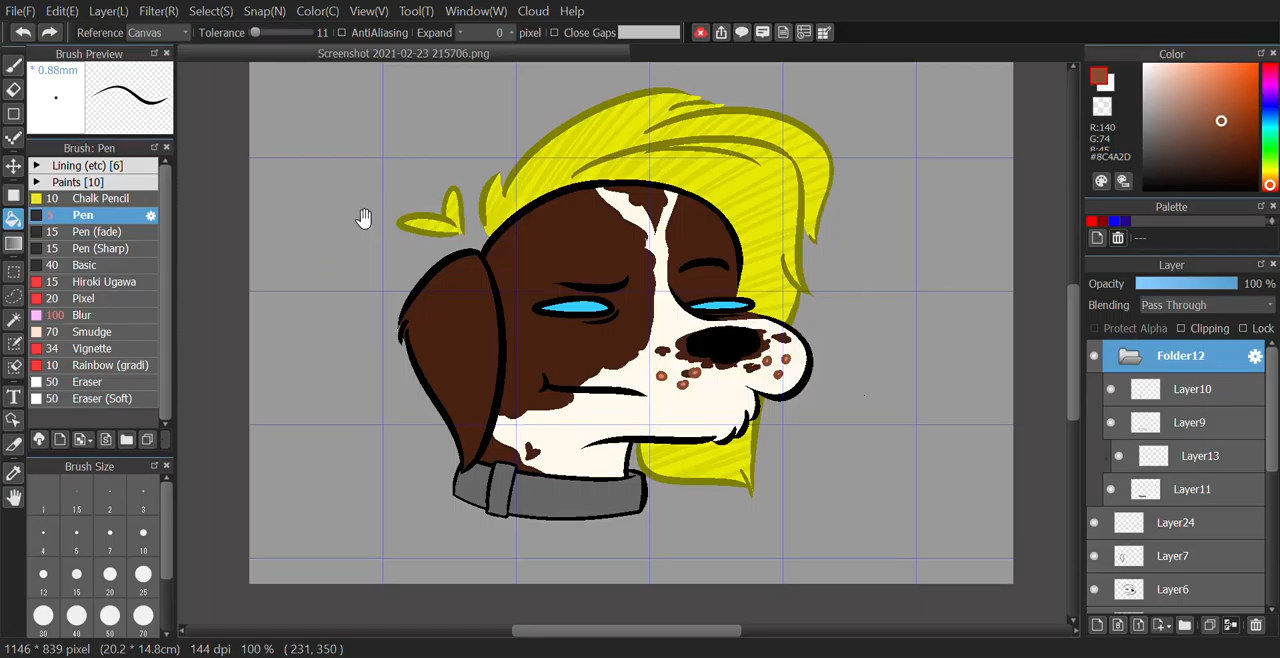 File(F) Edit(E) Layer(L) Filter(R) Select(S) Snap(N) Color(C) View(V) Tool(T) Window(W) Cloud Help
Reference Canvas Tolerance 11 AntiAliasing Expand 0 pixel Close Gaps
Brush Preview
Screenshot 2021-02-23 215706.png
Color
* 0.88mm
R:140
G:74
B:45
#8C4A2D
Brush: Pen
Lining (etc) [6]
Paints [10]
10 Chalk Pencil
5 Pen
15 Pen (fade)
15 Pen (Sharp)
40 Basic
15 Hiroki Ugawa
20 Pixel
100 Blur
70 Smudge
34 Vignette
10 Rainbow (gradi)
50 Eraser
50 Eraser (Soft)
Palette
---
Layer
Opacity 100 %
Blending Pass Through
Protect Alpha Clipping Lock
Folder12
Layer10
Layer9
Layer13
Layer11
Layer24
Layer7
Layer6
Brush Size
1 1.5 2 3
4 5 7 10
12 15 20 25
30 40 50 70
1146 * 839 pixel (20.2 * 14.8cm) 144 dpi 100 % ( 231, 350 )